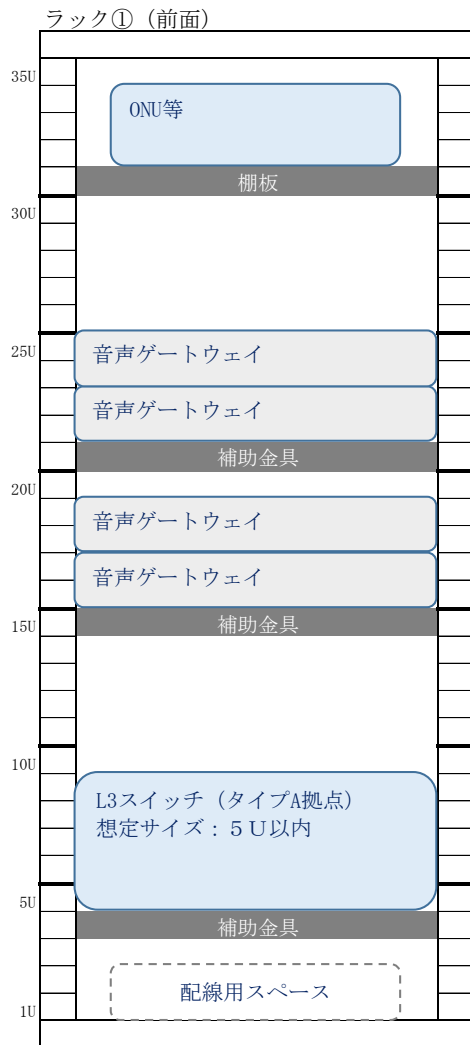 ラック①（前面）
35U
ONU等
棚板
30U
25U
音声ゲートウェイ
音声ゲートウェイ
補助金具
20U
音声ゲートウェイ
音声ゲートウェイ
補助金具
15U
10U
L3スイッチ（タイプA拠点）
想定サイズ：５Ｕ以内
5U
補助金具
配線用スペース
1U